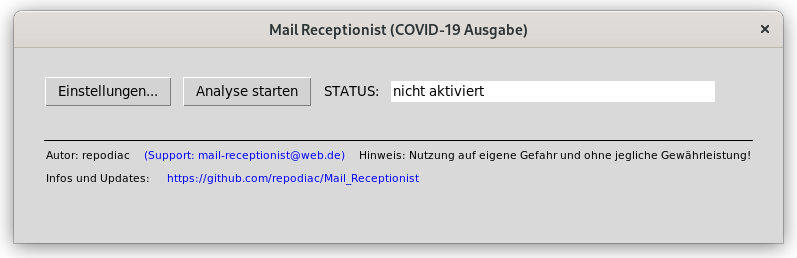 Mail Receptionist (COVID-19 Ausgabe)
Einstellungen... Analyse starten STATUS: nicht aktiviert
Autor: repodiac (Support: mail-receptionist@web.de) Hinweis: Nutzung auf eigene Gefahr und ohne jegliche Gewährleistung!
Infos und Updates: https://github.com/repodiac/Mail_Receptionist